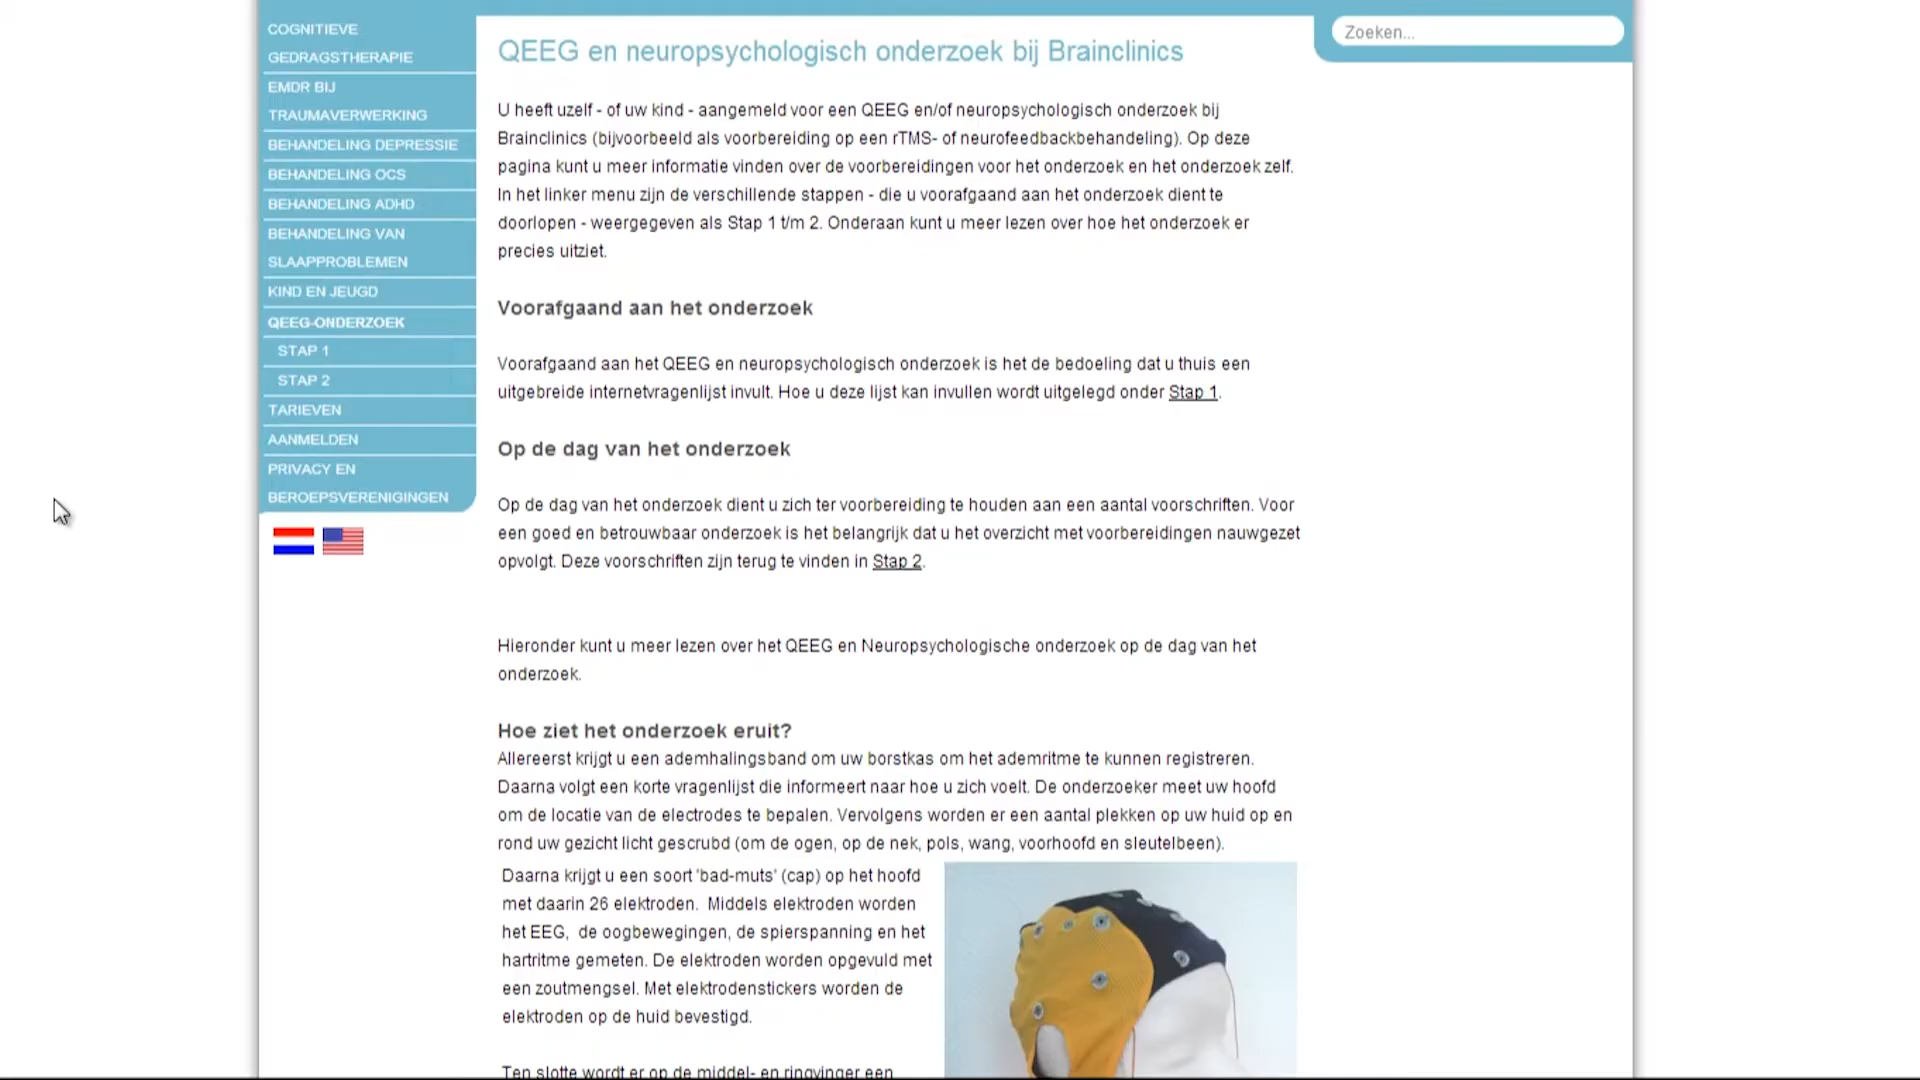 COGNITIEVE
GEDRAGSTHERAPIE
EMDR BIJ
TRAUMAVERWERKING
BEHANDELING DEPRESSIE
BEHANDELING OCS
BEHANDELING ADHD
BEHANDELING VAN
SLAAPPROBLEMEN
KIND EN JEUGD
QEEG-ONDERZOEK
STAP 1
STAP 2
TARIEVEN
AANMELDEN
PRIVACY EN
BEROEPSVERENIGINGEN
Zoeken...
QEEG en neuropsychologisch onderzoek bij Brainclinics
U heeft uzelf - of uw kind - aangemeld voor een QEEG en/of neuropsychologisch onderzoek bij
Brainclinics (bijvoorbeeld als voorbereiding op een rTMS- of neurofeedbackbehandeling). Op deze
pagina kunt u meer informatie vinden over de voorbereidingen voor het onderzoek en het onderzoek zelf.
In het linker menu zijn de verschillende stappen - die u voorafgaand aan het onderzoek dient te
doorlopen - weergegeven als Stap 1 t/m 2. Onderaan kunt u meer lezen over hoe het onderzoek er
precies uitziet.
Voorafgaand aan het onderzoek
Voorafgaand aan het QEEG en neuropsychologisch onderzoek is het de bedoeling dat u thuis een
uitgebreide internetvragenlijst invult. Hoe u deze lijst kan invullen wordt uitgelegd onder Stap 1.
Op de dag van het onderzoek
Op de dag van het onderzoek dient u zich ter voorbereiding te houden aan een aantal voorschriften. Voor
een goed en betrouwbaar onderzoek is het belangrijk dat u het overzicht met voorbereidingen nauwgezet
opvolgt. Deze voorschriften zijn terug te vinden in Stap 2.
Hieronder kunt u meer lezen over het QEEG en Neuropsychologische onderzoek op de dag van het
onderzoek.
Hoe ziet het onderzoek eruit?
Allereerst krijgt u een ademhalingsband om uw borstkas om het ademritme te kunnen registreren.
Daarna volgt een korte vragenlijst die informeert naar hoe u zich voelt. De onderzoeker meet uw hoofd
om de locatie van de electrodes te bepalen. Vervolgens worden er een aantal plekken op uw huid op en
rond uw gezicht licht gescrubd (om de ogen, op de nek, pols, wang, voorhoofd en sleutelbeen).
Daarna krijgt u een soort 'bad-muts' (cap) op het hoofd
met daarin 26 elektroden. Middels elektroden worden
het EEG, de oogbewegingen, de spierspanning en het
hartritme gemeten. De elektroden worden opgevuld met
een zoutmengsel. Met elektrodenstickers worden de
elektroden op de huid bevestigd.
Ten slotte wordt er op de middel- en ringvinger een